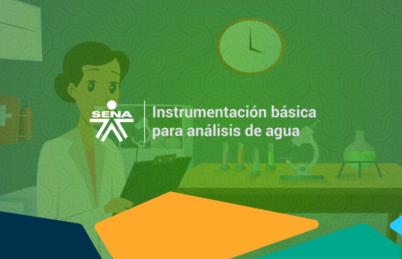 SENA
Instrumentación básica
para análisis de agua